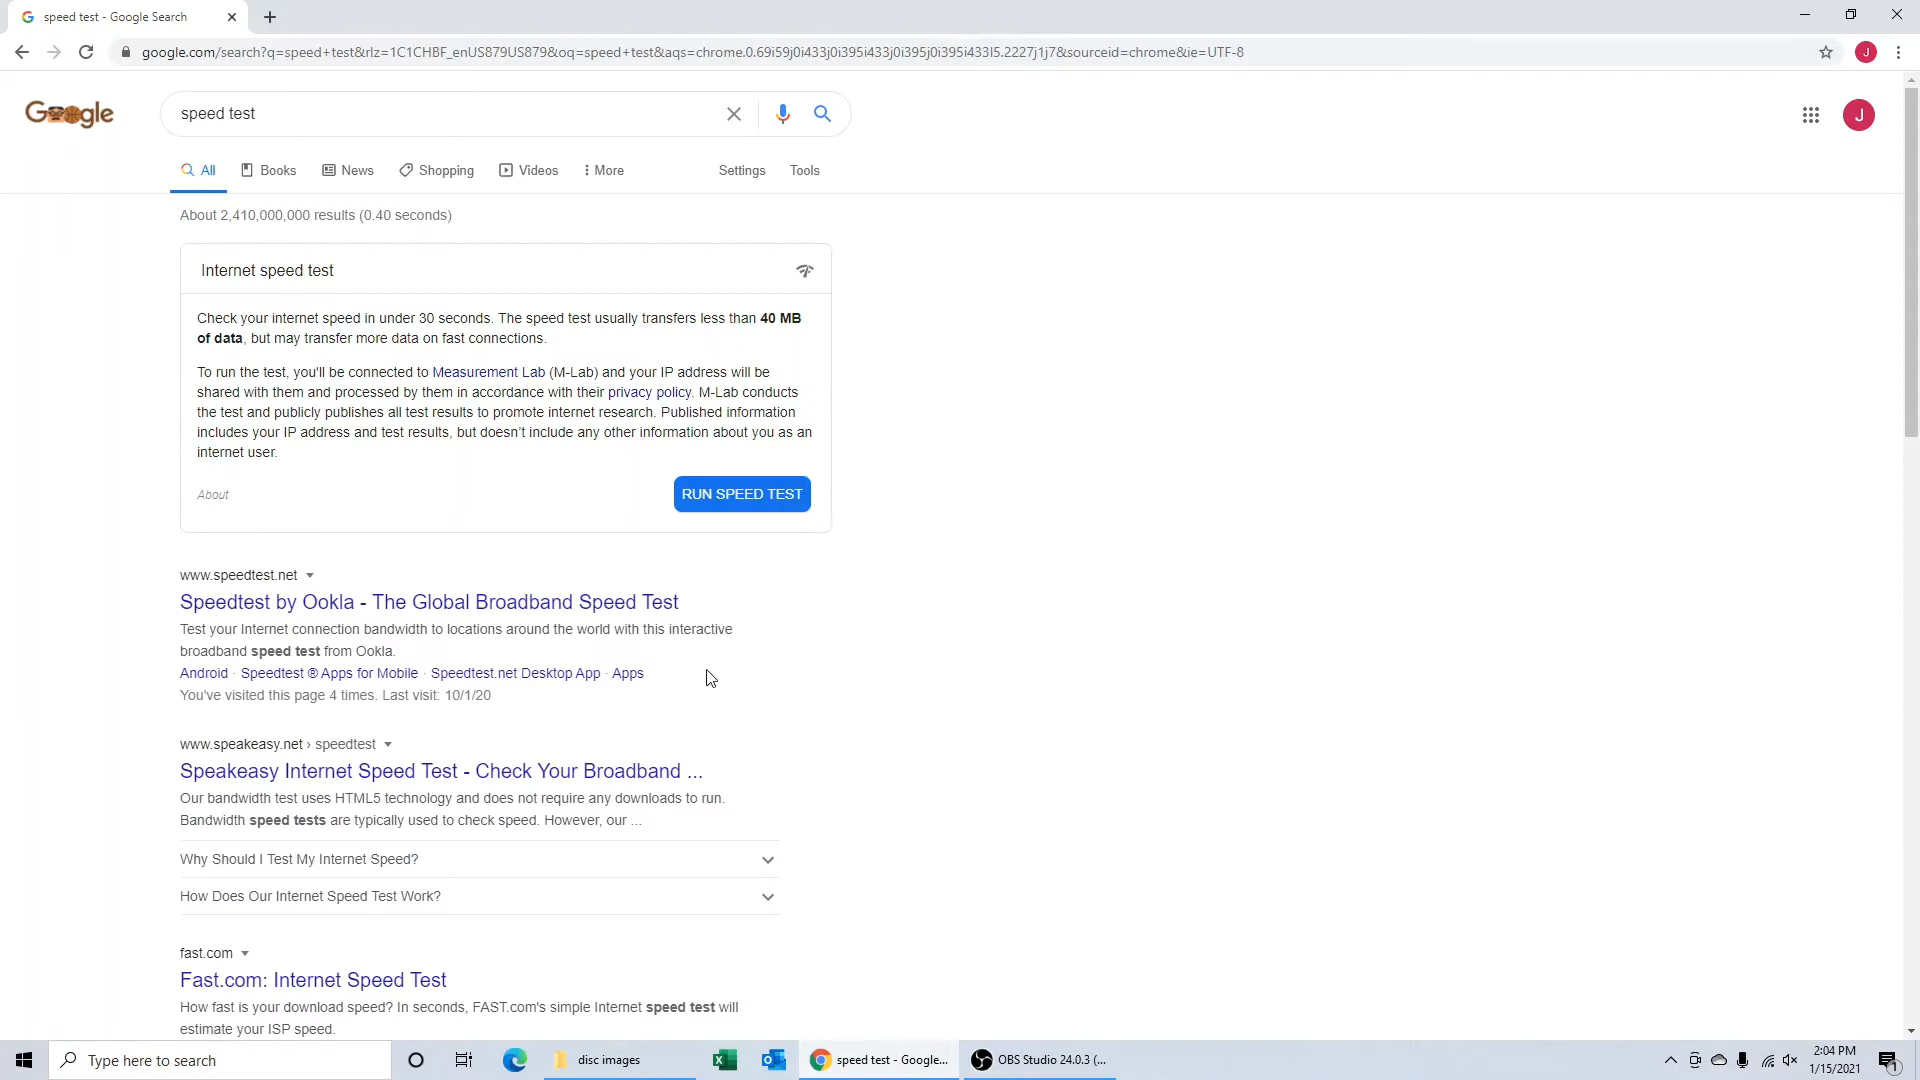 speed test - Google Search
google.com/search?q=speed+test&rlz=1C1CHBF_enUS879US879&oq=speed+test&aqs=chrome.0.69i59j0i433j0i395i433j0i395j0i395i433l5.2227j1j7&sourceid=chrome&ie=UTF-8
J
Google
speed test
J
All
Books
News
Shopping
Videos
More
Settings
Tools
About 2,410,000,000 results (0.40 seconds)
Internet speed test
Check your internet speed in under 30 seconds. The speed test usually transfers less than 40 MB
of data, but may transfer more data on fast connections.
To run the test, you'll be connected to Measurement Lab (M-Lab) and your IP address will be
shared with them and processed by them in accordance with their privacy policy. M-Lab conducts
the test and publicly publishes all test results to promote internet research. Published information
includes your IP address and test results, but doesn't include any other information about you as an
internet user.
About
RUN SPEED TEST
www.speedtest.net
Speedtest by Ookla - The Global Broadband Speed Test
Test your Internet connection bandwidth to locations around the world with this interactive
broadband speed test from Ookla.
Android · Speedtest ® Apps for Mobile · Speedtest.net Desktop App · Apps
You've visited this page 4 times. Last visit: 10/1/20
www.speakeasy.net › speedtest
Speakeasy Internet Speed Test - Check Your Broadband ...
Our bandwidth test uses HTML5 technology and does not require any downloads to run.
Bandwidth speed tests are typically used to check speed. However, our ...
Why Should I Test My Internet Speed?
How Does Our Internet Speed Test Work?
fast.com
Fast.com: Internet Speed Test
How fast is your download speed? In seconds, FAST.com's simple Internet speed test will
estimate your ISP speed.
Type here to search
disc images
speed test - Google...
OBS Studio 24.0.3 (...
2:04 PM
1/15/2021
1